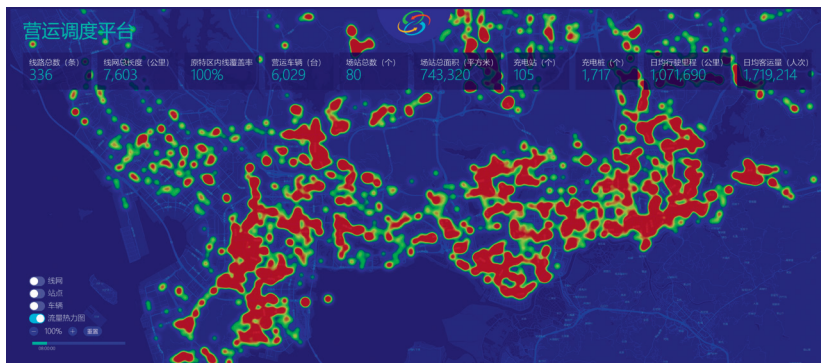 营运调度平台
线路总数（条） 线网总长度（公里） 原特区内线覆盖率 营运车辆（台） 场站总数（个） 场站总面积（平方米） 充电站（个） 充电桩（个） 日均行驶里程（公里） 日均客运量（人次）
336 7,603 100% 6,029 80 743,320 105 1,717 1,071,690 1,719,214
线网
站点
车辆
流量热力图
100% 重置